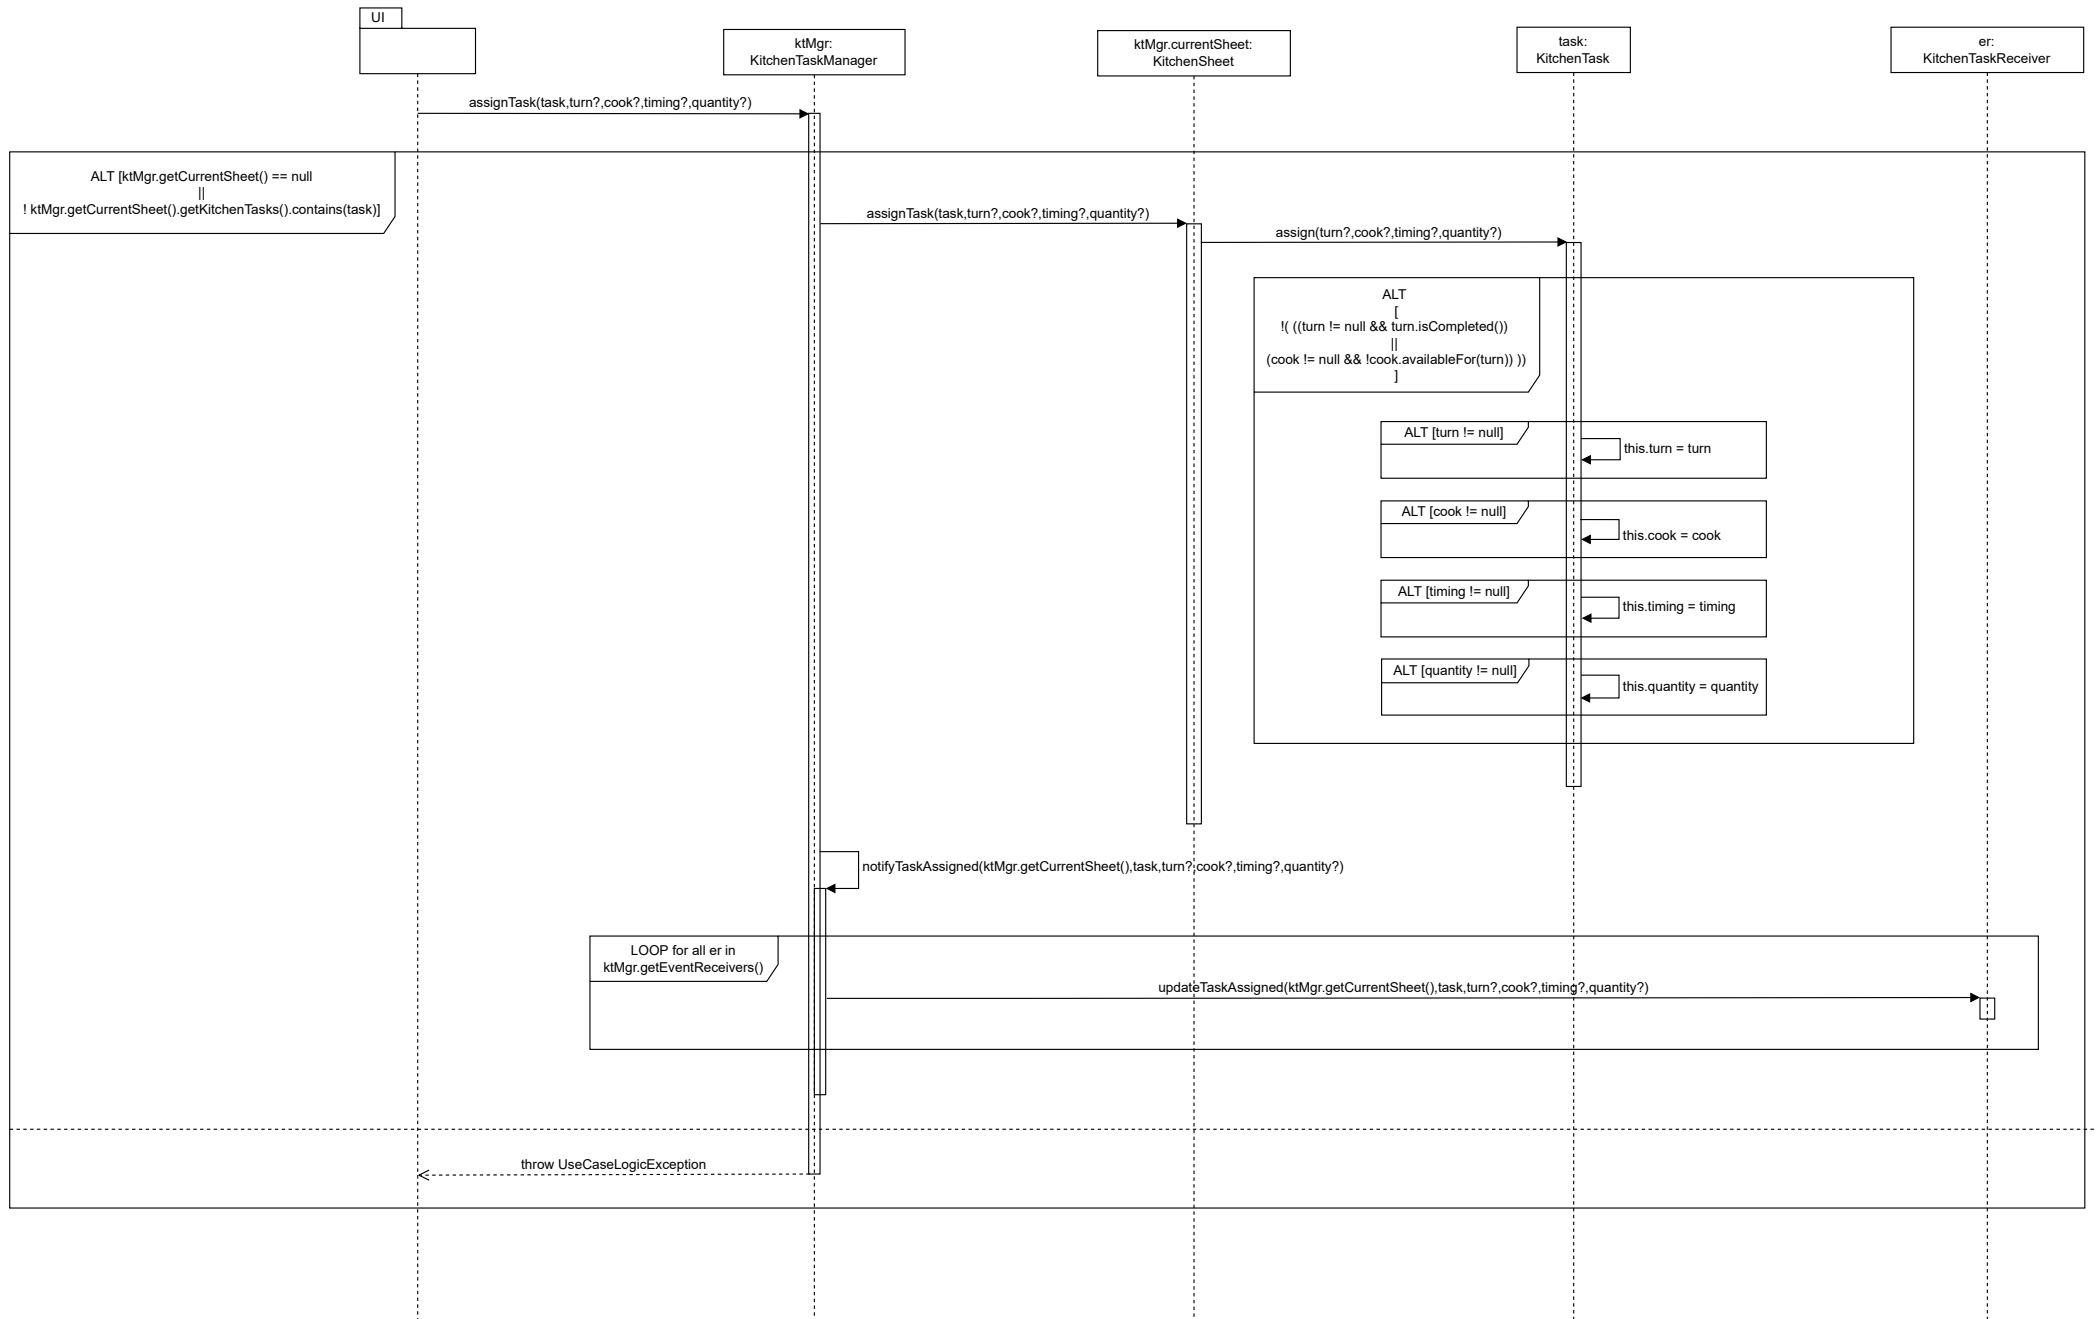 UI
ktMgr:
KitchenTaskManager
ktMgr.currentSheet:
KitchenSheet
task:
KitchenTask
er:
KitchenTaskReceiver
assignTask(task,turn?,cook?,timing?,quantity?)
ALT [ktMgr.getCurrentSheet() == null
||
! ktMgr.getCurrentSheet().getKitchenTasks().contains(task)]
assignTask(task,turn?,cook?,timing?,quantity?)
assign(turn?,cook?,timing?,quantity?)
ALT
[
!( ((turn != null && turn.isCompleted())
||
(cook != null && !cook.availableFor(turn)) ))
]
ALT [turn != null]
this.turn = turn
ALT [cook != null]
this.cook = cook
ALT [timing != null]
this.timing = timing
ALT [quantity != null]
this.quantity = quantity
notifyTaskAssigned(ktMgr.getCurrentSheet(),task,turn?,cook?,timing?,quantity?)
LOOP for all er in
ktMgr.getEventReceivers()
updateTaskAssigned(ktMgr.getCurrentSheet(),task,turn?,cook?,timing?,quantity?)
throw UseCaseLogicException